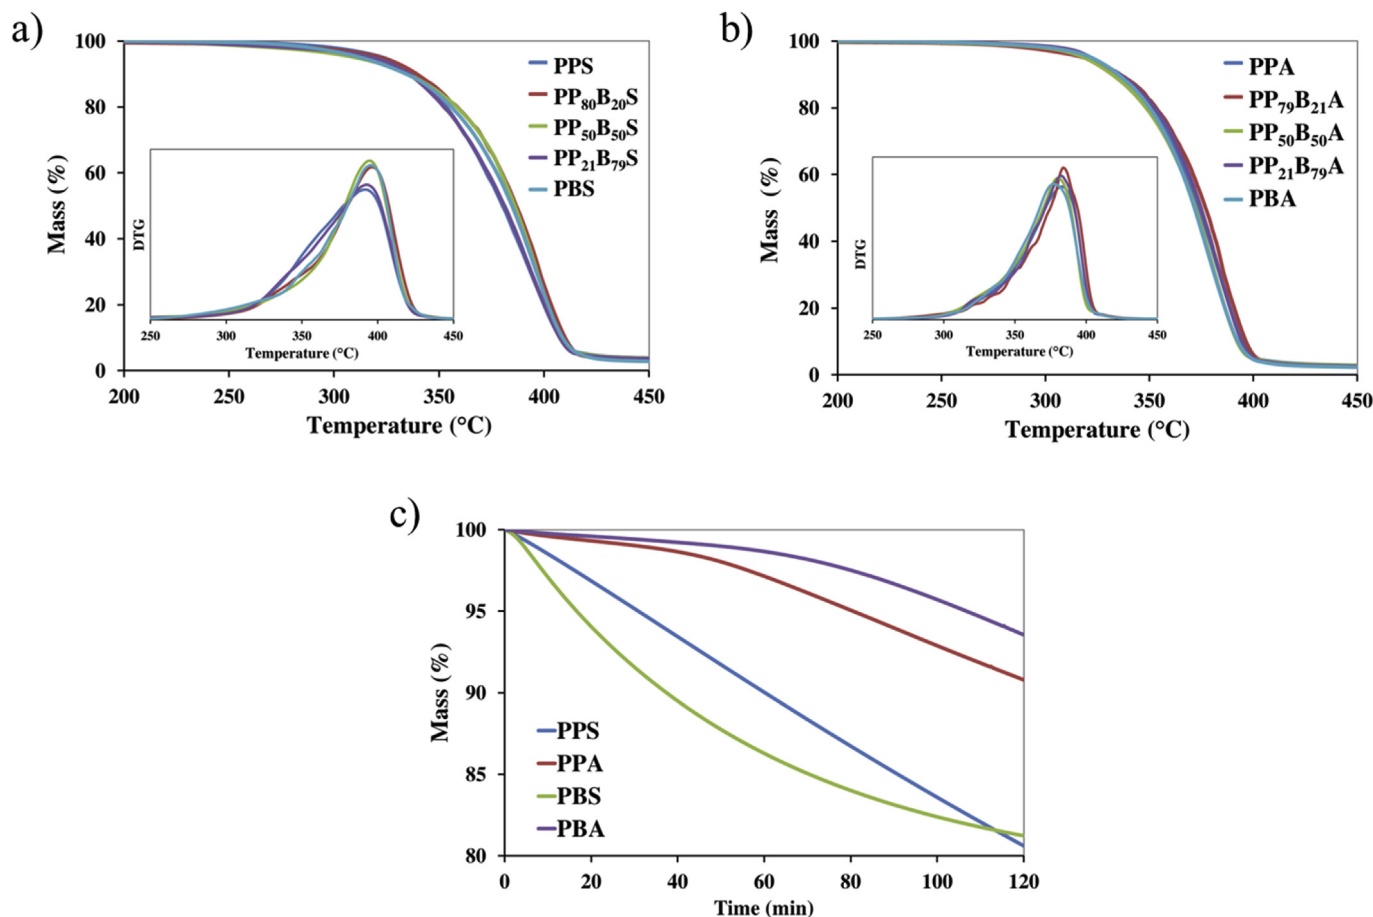 a)
100
80
60
40
20
0
Mass (%)
PPS
PP₈₀B₂₀S
PP₅₀B₅₀S
PP₂₁B₇₉S
PBS
DTG
250 300 350 400 450
Temperature (°C)
200 250 300 350 400 450
Temperature (°C)
b)
100
80
60
40
20
0
Mass (%)
PPA
PP₇₉B₂₁A
PP₅₀B₅₀A
PP₂₁B₇₉A
PBA
DTG
250 300 350 400 450
Temperature (°C)
200 250 300 350 400 450
Temperature (°C)
c)
100
95
90
85
80
Mass (%)
PPS
PPA
PBS
PBA
0 20 40 60 80 100 120
Time (min)